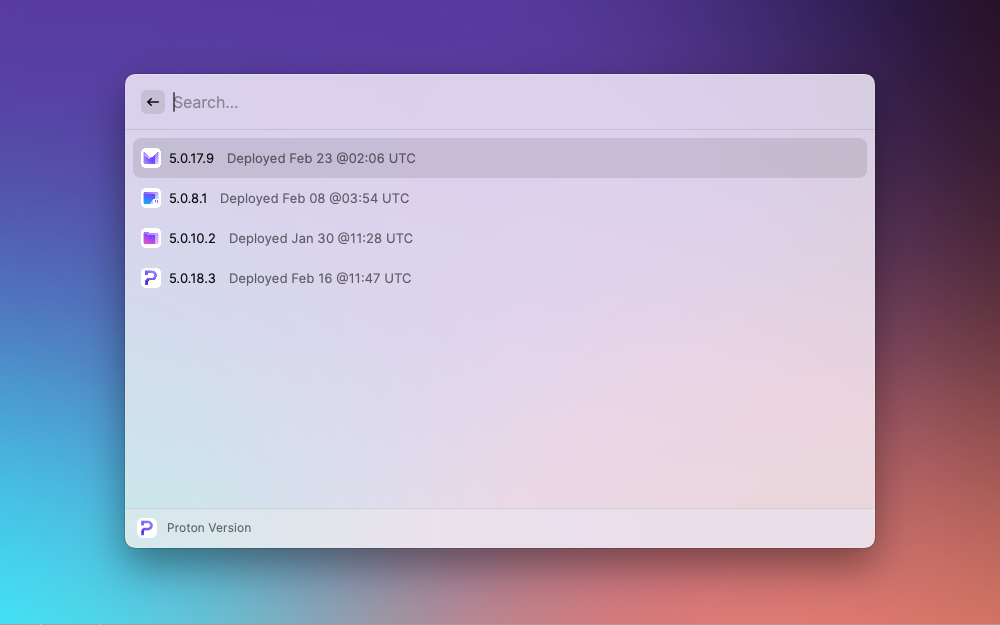 Search...
5.0.17.9 Deployed Feb 23 @02:06 UTC
5.0.8.1 Deployed Feb 08 @03:54 UTC
5.0.10.2 Deployed Jan 30 @11:28 UTC
5.0.18.3 Deployed Feb 16 @11:47 UTC
Proton Version